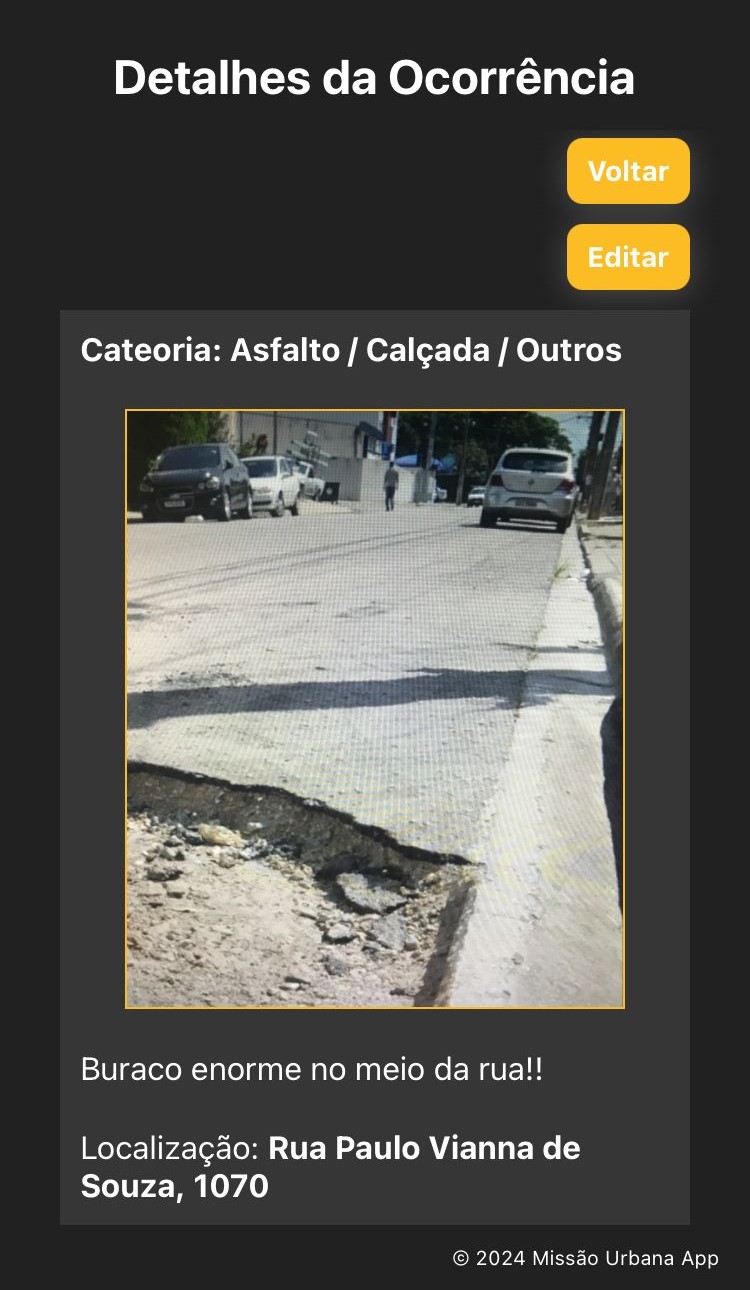 Detalhes da Ocorrência
Voltar
Editar
Cateoria: Asfalto / Calçada / Outros
Buraco enorme no meio da rua!!
Localização: Rua Paulo Vianna de
Souza, 1070
© 2024 Missão Urbana App